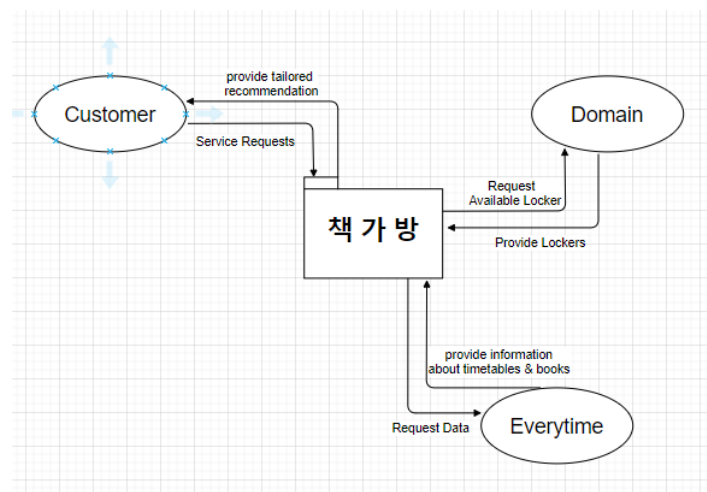 provide tailored
recommendation
Customer
Domain
Service Requests
Request
Available Locker
책 가 방
Provide Lockers
provide information
about timetables & books
Request Data
Everytime